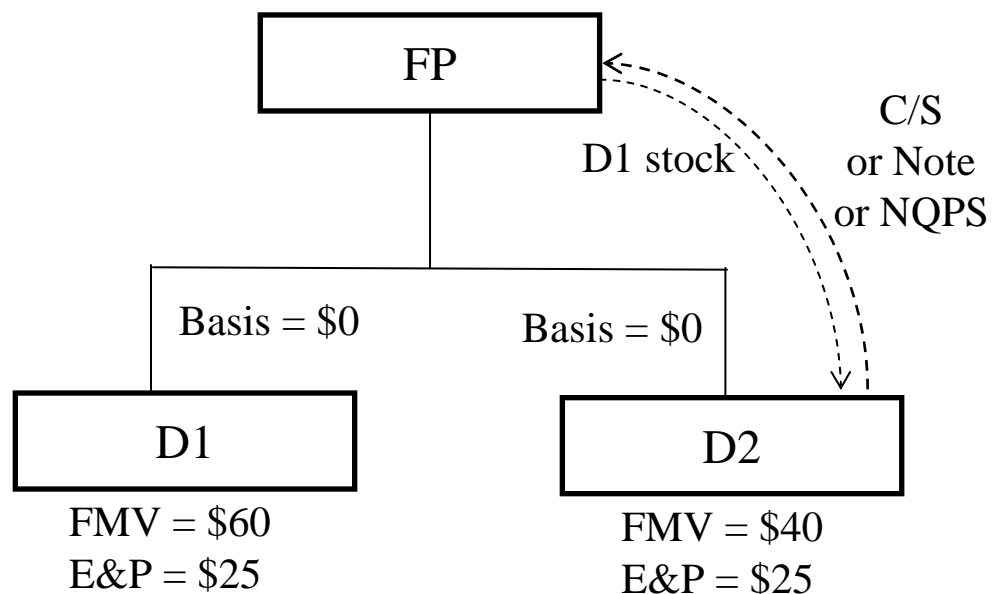 FP
D1 stock
C/S
or Note
or NQPS
Basis = $0
Basis = $0
D1
D2
FMV = $60
E&P = $25
FMV = $40
E&P = $25